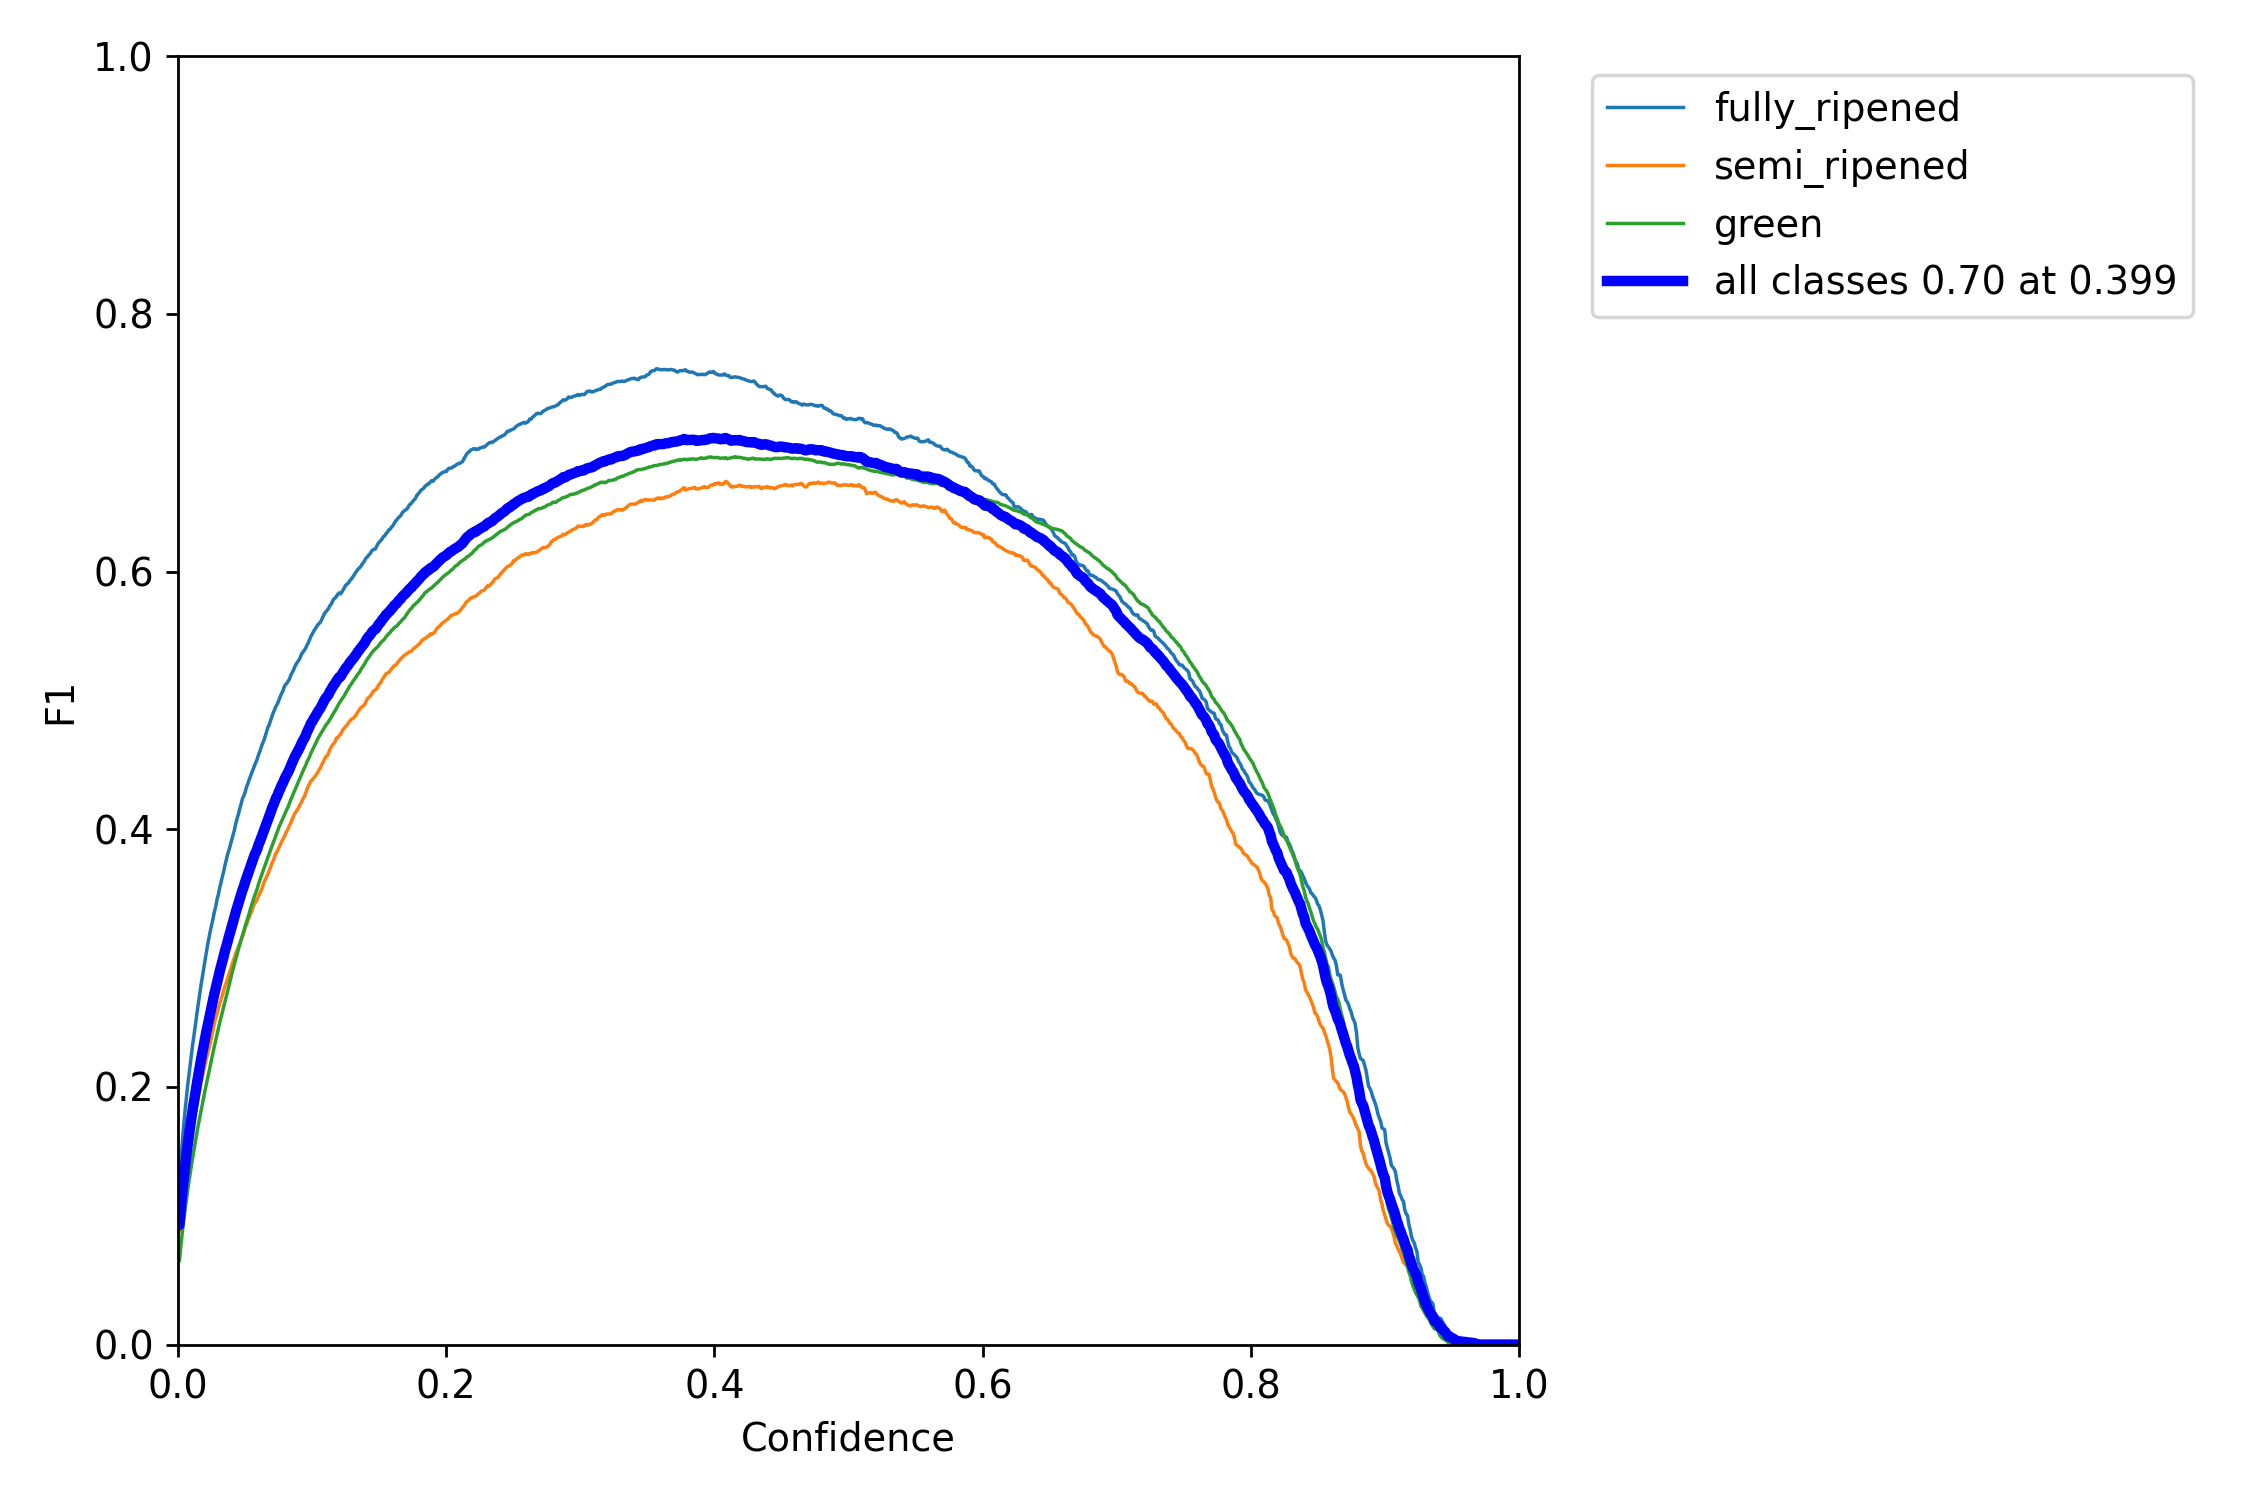 fully_ripened
semi_ripened
green
all classes 0.70 at 0.399
1.0
0.8
0.6
0.4
0.2
0.0
F1
0.0 0.2 0.4 0.6 0.8 1.0
Confidence